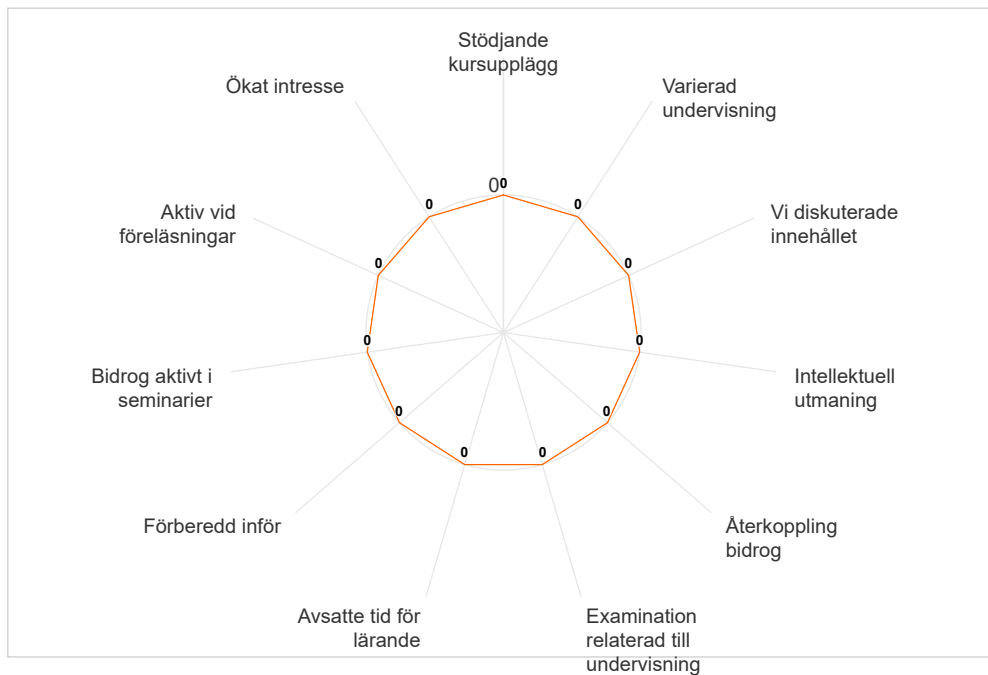 Stödjande
kursupplägg
Varierad
undervisning
Vi diskuterade
innehållet
Intellektuell
utmaning
Återkoppling
bidrog
Examination
relaterad till
undervisning
Avsatte tid för
lärande
Förberedd inför
Bidrog aktivt i
seminarier
Aktiv vid
föreläsningar
Ökat intresse
0
0
0
0
0
0
0
0
0
0
0
0